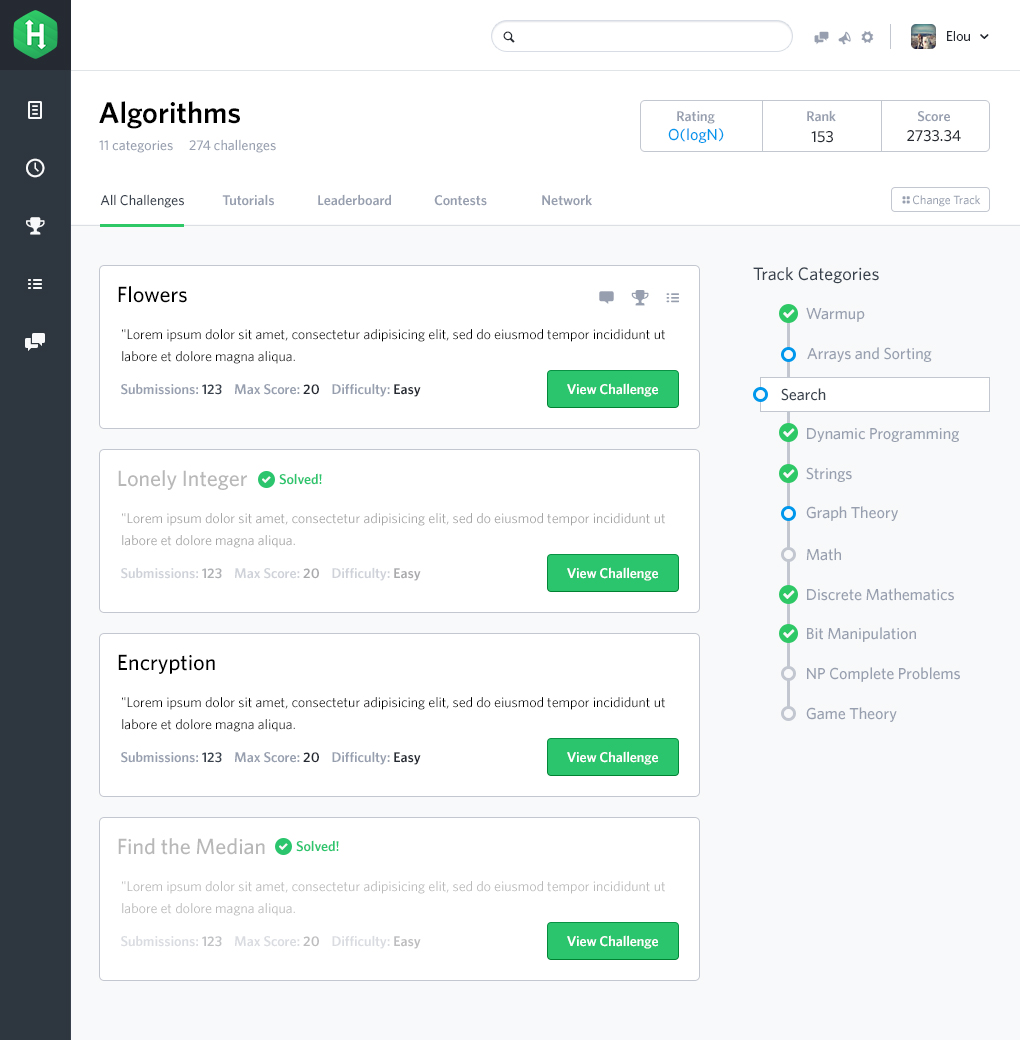 H
Elou
Algorithms
11 categories 274 challenges
Rating
O(logN)
Rank
153
Score
2733.34
All Challenges Tutorials Leaderboard Contests Network
Change Track
Flowers
"Lorem ipsum dolor sit amet, consectetur adipisicing elit, sed do eiusmod tempor incididunt ut
labore et dolore magna aliqua.
Submissions: 123 Max Score: 20 Difficulty: Easy
View Challenge
Lonely Integer Solved!
"Lorem ipsum dolor sit amet, consectetur adipisicing elit, sed do eiusmod tempor incididunt ut
labore et dolore magna aliqua.
Submissions: 123 Max Score: 20 Difficulty: Easy
View Challenge
Encryption
"Lorem ipsum dolor sit amet, consectetur adipisicing elit, sed do eiusmod tempor incididunt ut
labore et dolore magna aliqua.
Submissions: 123 Max Score: 20 Difficulty: Easy
View Challenge
Find the Median Solved!
"Lorem ipsum dolor sit amet, consectetur adipisicing elit, sed do eiusmod tempor incididunt ut
labore et dolore magna aliqua.
Submissions: 123 Max Score: 20 Difficulty: Easy
View Challenge
Track Categories
Warmup
Arrays and Sorting
Search
Dynamic Programming
Strings
Graph Theory
Math
Discrete Mathematics
Bit Manipulation
NP Complete Problems
Game Theory